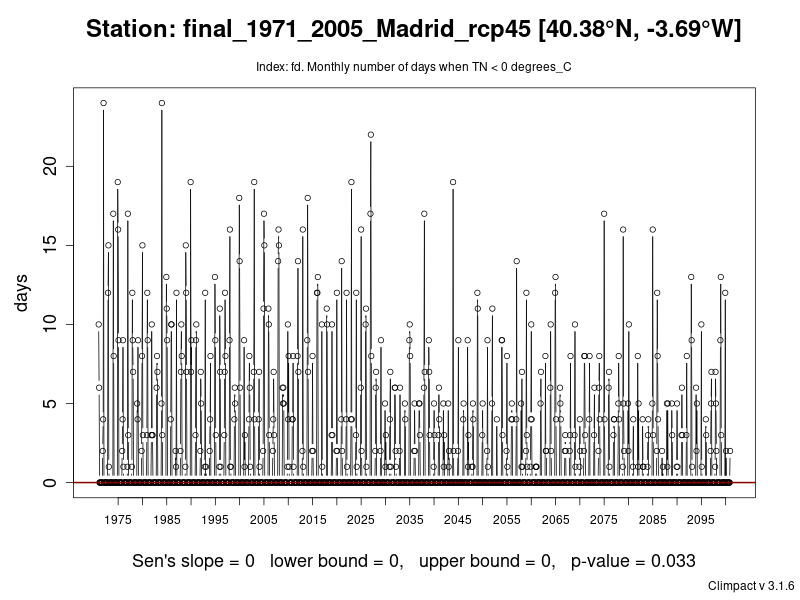 Station: final_1971_2005_Madrid_rcp45 [40.38°N, -3.69°W]
Index: fd. Monthly number of days when TN < 0 degrees_C
days
20
15
10
5
0
1975 1985 1995 2005 2015 2025 2035 2045 2055 2065 2075 2085 2095
Sen's slope = 0 lower bound = 0, upper bound = 0, p-value = 0.033
Climpact v 3.1.6